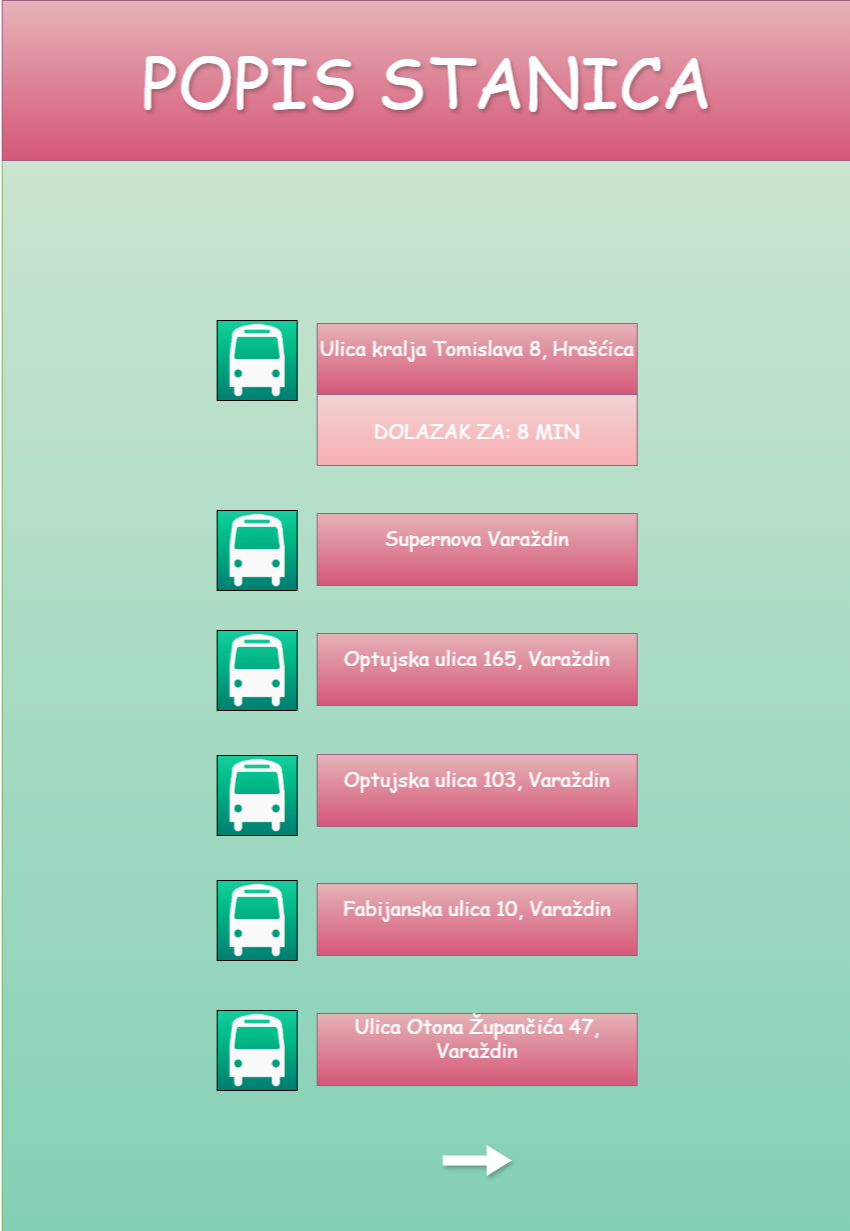 POPIS STANICA
Ulica kralja Tomislava 8, Hrašćica
DOLAZAK ZA: 8 MIN
Supernova Varaždin
Optujska ulica 165, Varaždin
Optujska ulica 103, Varaždin
Fabijanska ulica 10, Varaždin
Ulica Otona Župančića 47,
Varaždin